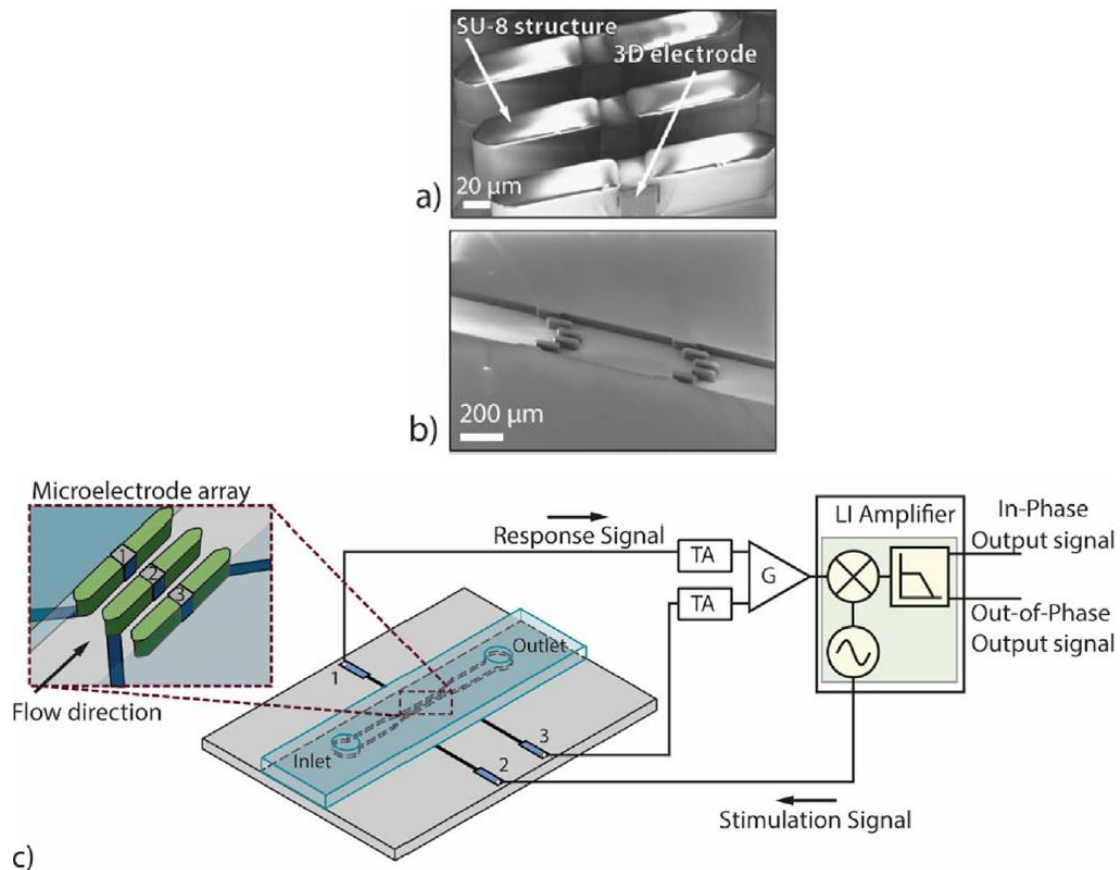 SU-8 structure
3D electrode
20 µm
a)
200 µm
b)
Microelectrode array
1
2
3
Flow direction
Response Signal
TA
TA
G
LI Amplifier
In-Phase
Output signal
Out-of-Phase
Output signal
Outlet
Inlet
1
2
3
Stimulation Signal
c)